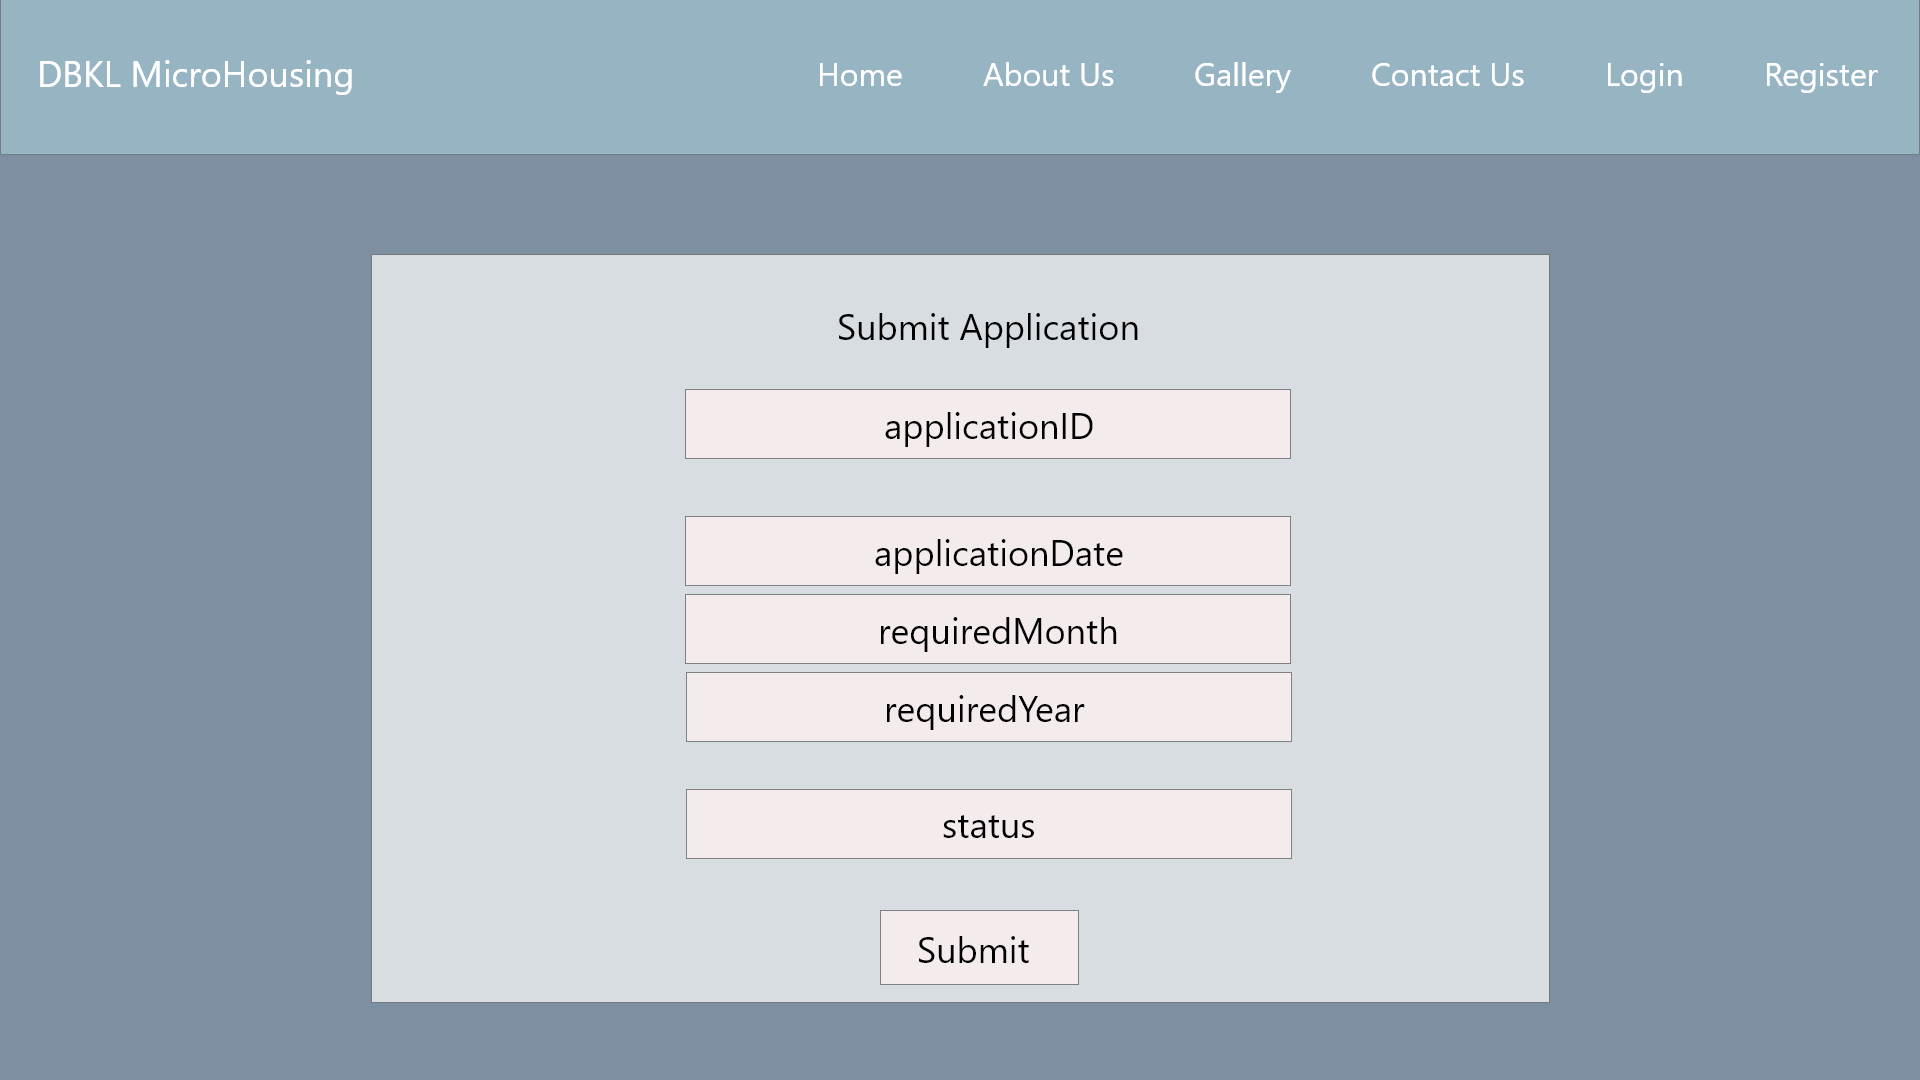 DBKL MicroHousing
Home About Us Gallery Contact Us Login Register
Submit Application
applicationID
applicationDate
requiredMonth
requiredYear
status
Submit